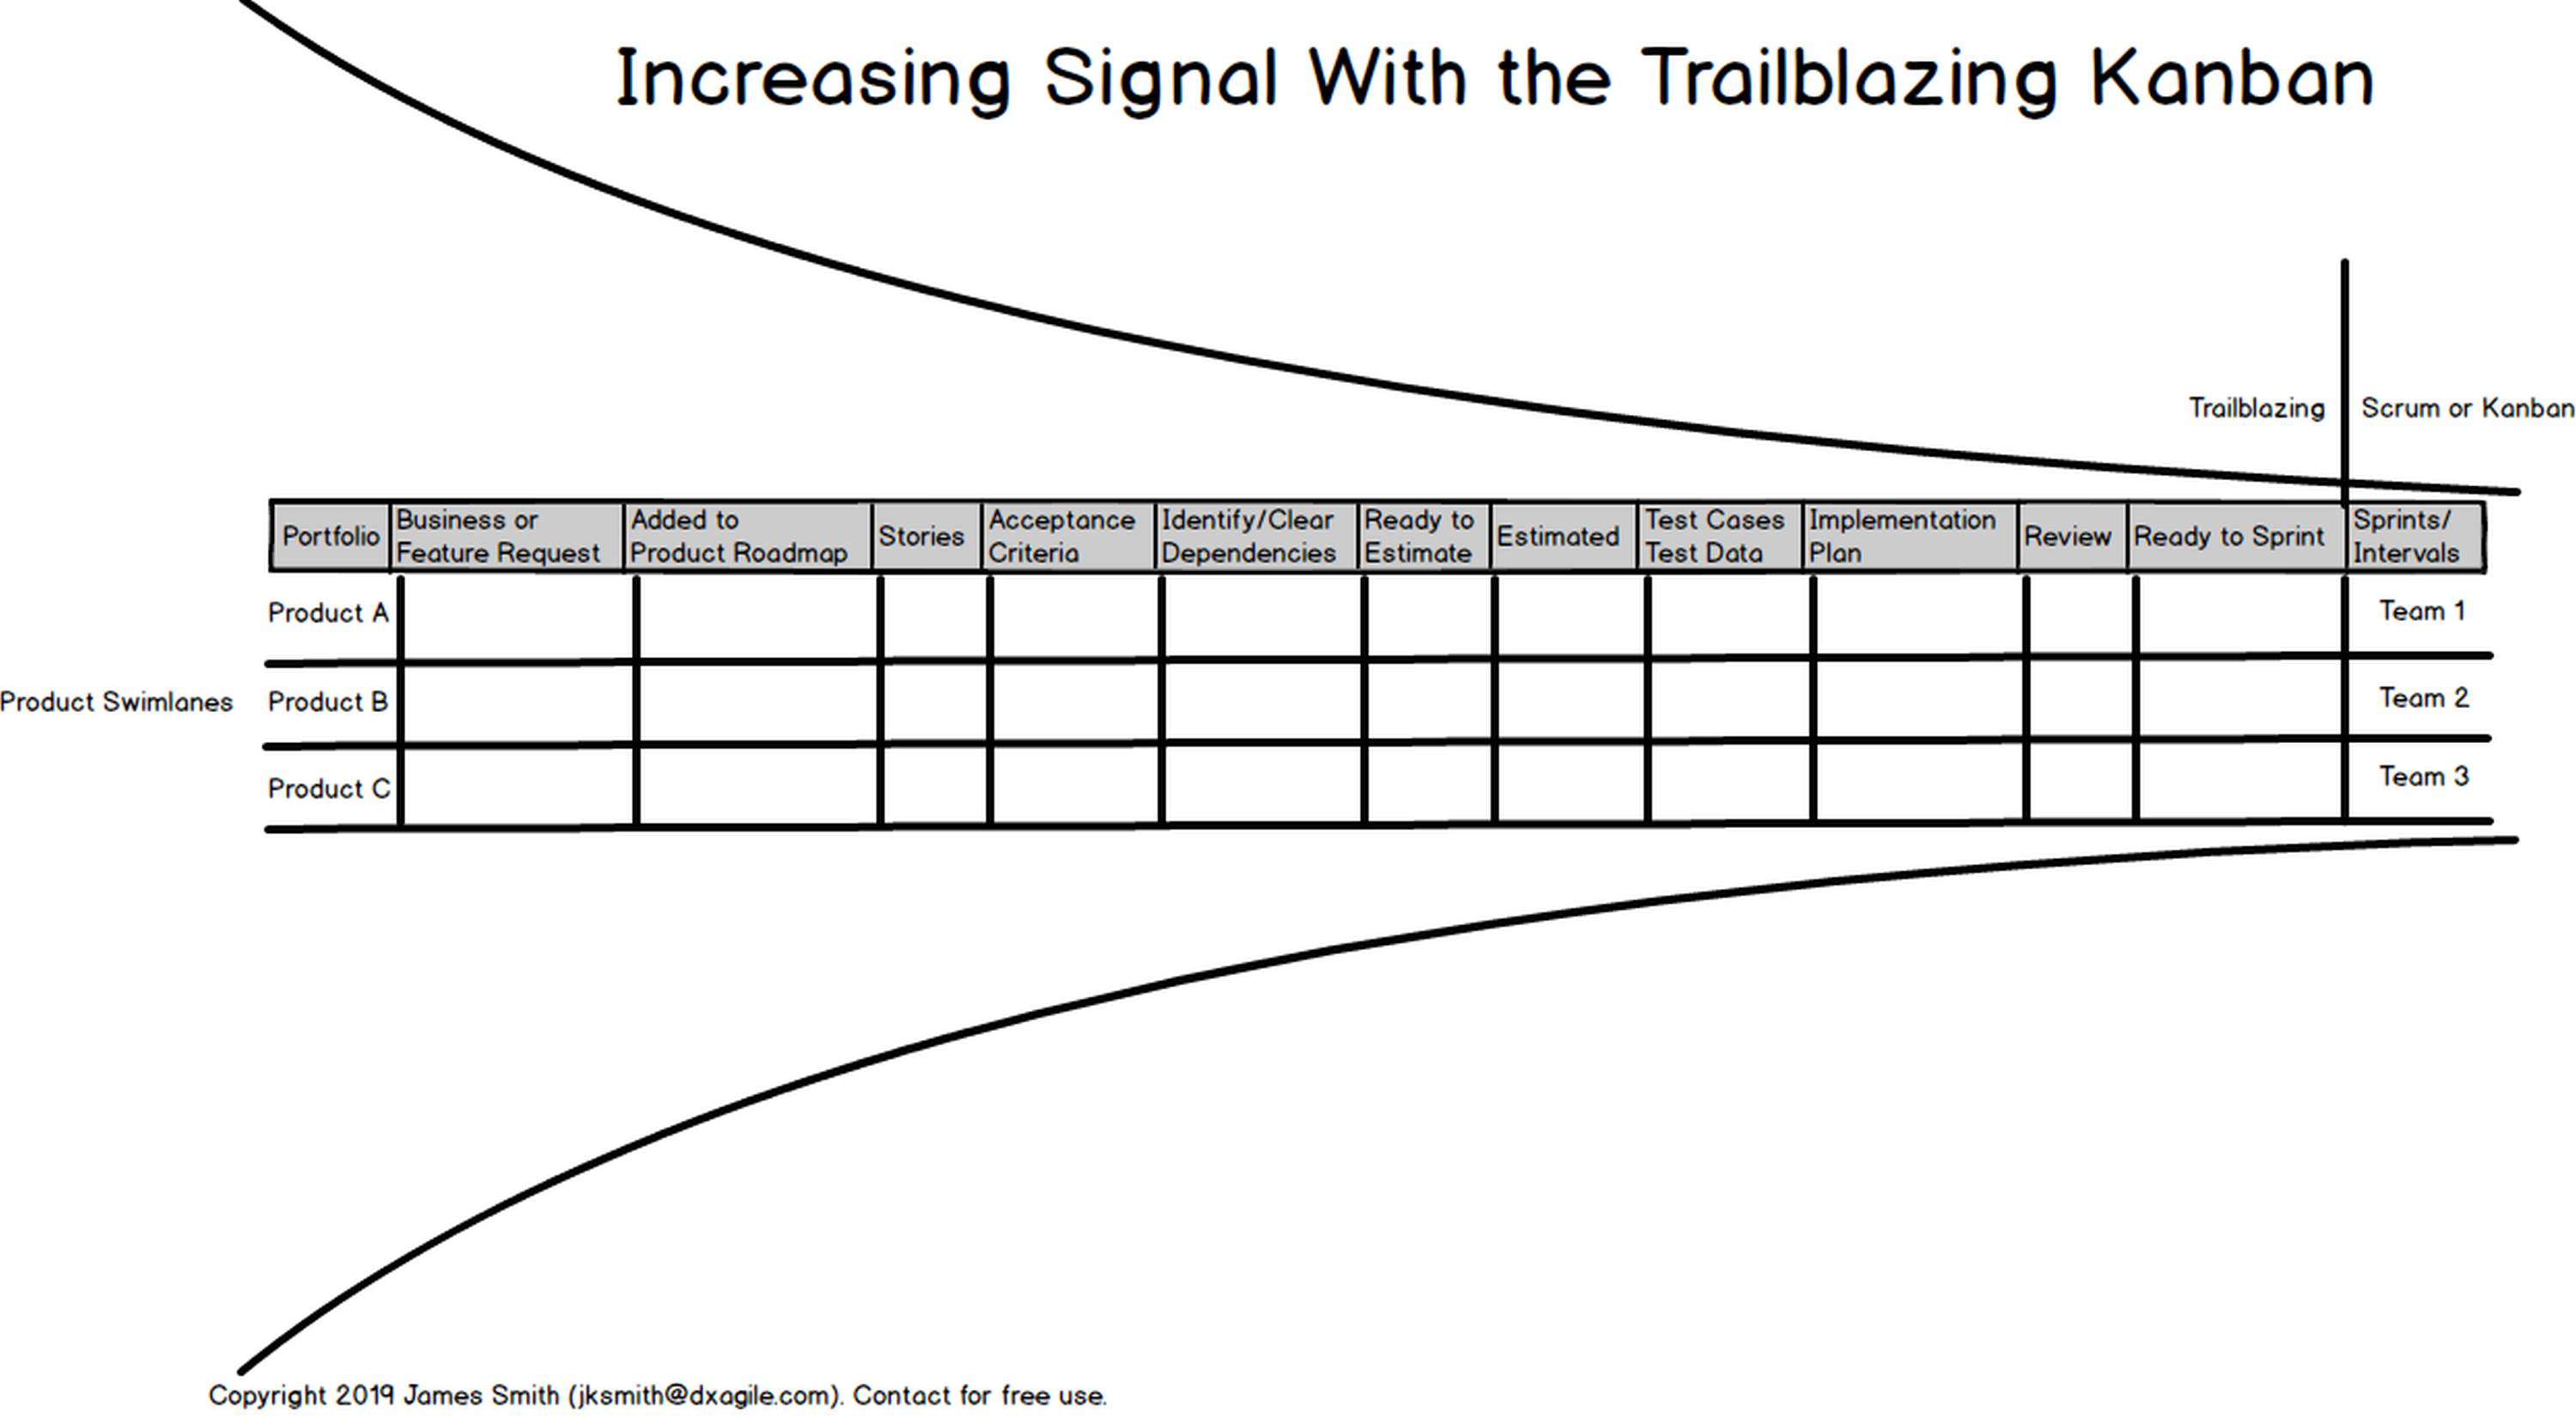 Increasing Signal With the Trailblazing Kanban
Trailblazing
Scrum or Kanban
Portfolio
Business or
Feature Request
Added to
Product Roadmap
Stories
Acceptance
Criteria
Identify/Clear
Dependencies
Ready to
Estimate
Estimated
Test Cases
Test Data
Implementation
Plan
Review
Ready to Sprint
Sprints/
Intervals
Product A
Team 1
Product Swimlanes
Product B
Team 2
Product C
Team 3
Copyright 2019 James Smith (jksmith@dxagile.com). Contact for free use.